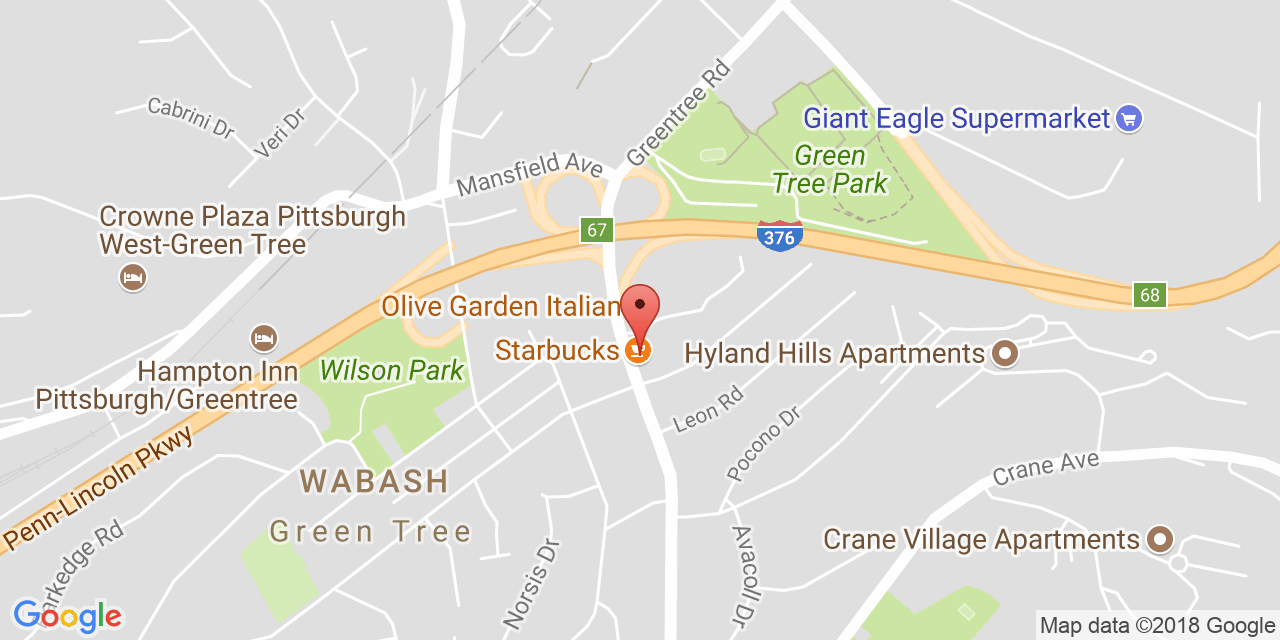 Greentree Rd
Cabrini Dr
Veri Dr
Giant Eagle Supermarket
Green
Tree Park
Mansfield Ave
Crowne Plaza Pittsburgh
West-Green Tree
67
376
68
Olive Garden Italian
Starbucks
Hyland Hills Apartments
Hampton Inn
Pittsburgh/Greentree
Wilson Park
Leon Rd
Pocono Dr
Penn-Lincoln Pkwy
WABASH
Green Tree
Crane Ave
Crane Village Apartments
arkedge Rd
Norsis Dr
Avacoll Dr
Google
Map data ©2018 Google